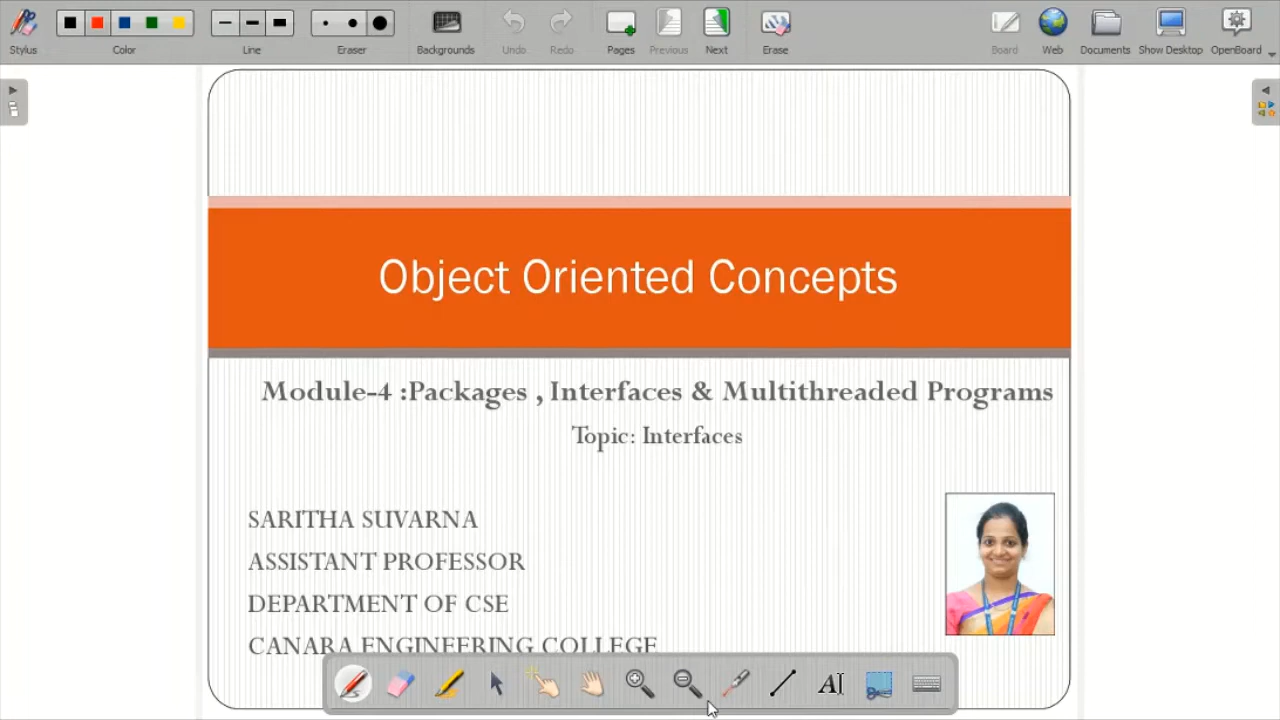 Stylus
Color
Line
Eraser
Backgrounds
Undo
Redo
Pages
Previous
Next
Erase
Board
Web
Documents
Show Desktop
OpenBoard
Object Oriented Concepts
Module-4 :Packages , Interfaces & Multithreaded Programs
Topic: Interfaces
SARITHA SUVARNA
ASSISTANT PROFESSOR
DEPARTMENT OF CSE
CANARA ENGINEERING COLLEGE
AI